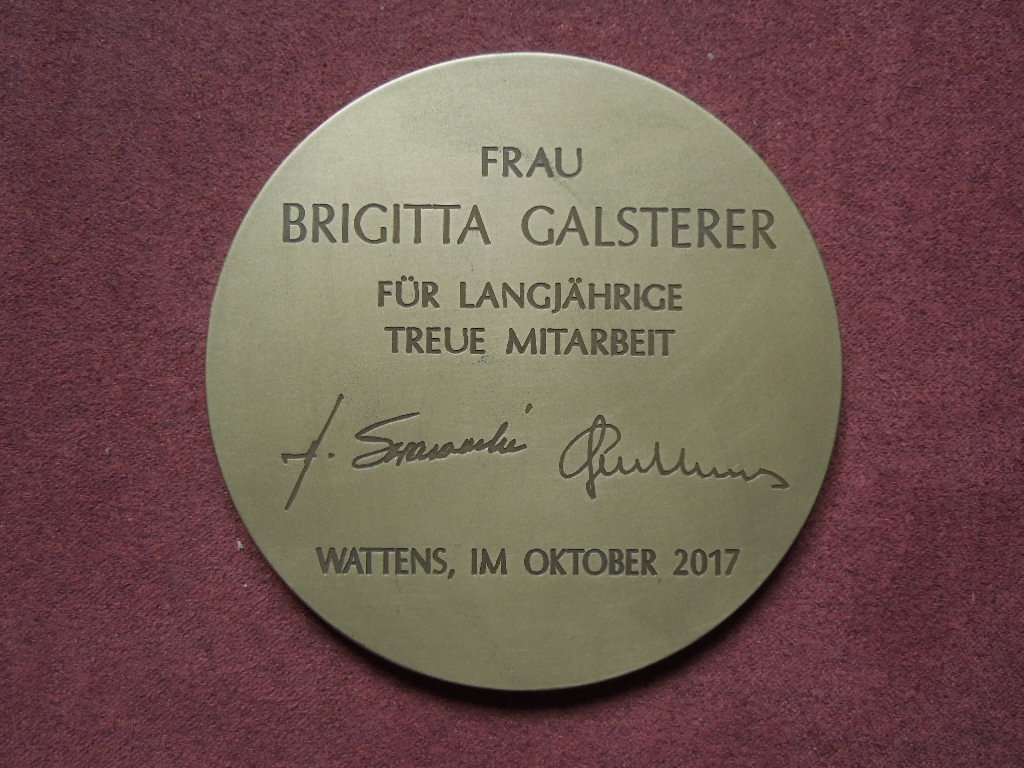 FRAU
BRIGITTA GALSTERER
FÜR LANGJÄHRIGE
TREUE MITARBEIT
WATTENS, IM OKTOBER 2017